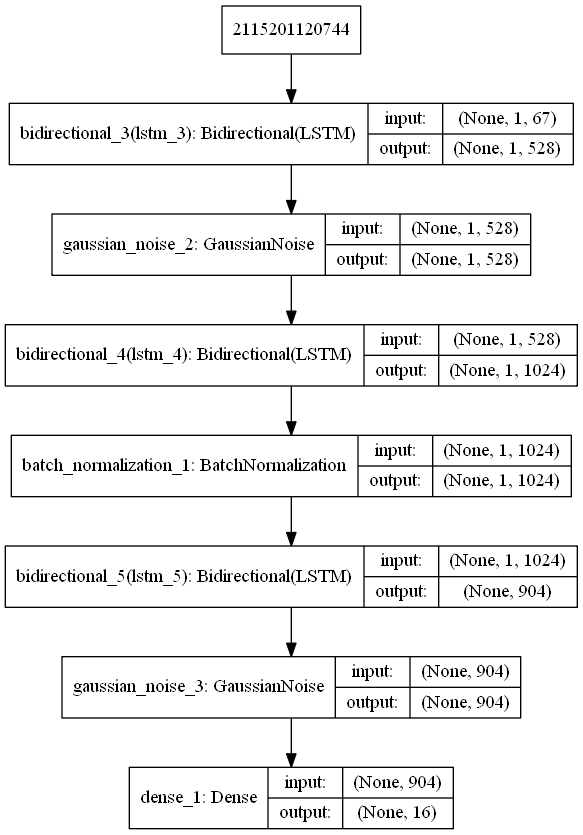 2115201120744
bidirectional_3(lstm_3): Bidirectional(LSTM)
input: (None, 1, 67)
output: (None, 1, 528)
gaussian_noise_2: GaussianNoise
input: (None, 1, 528)
output: (None, 1, 528)
bidirectional_4(lstm_4): Bidirectional(LSTM)
input: (None, 1, 528)
output: (None, 1, 1024)
batch_normalization_1: BatchNormalization
input: (None, 1, 1024)
output: (None, 1, 1024)
bidirectional_5(lstm_5): Bidirectional(LSTM)
input: (None, 1, 1024)
output: (None, 904)
gaussian_noise_3: GaussianNoise
input: (None, 904)
output: (None, 904)
dense_1: Dense
input: (None, 904)
output: (None, 16)